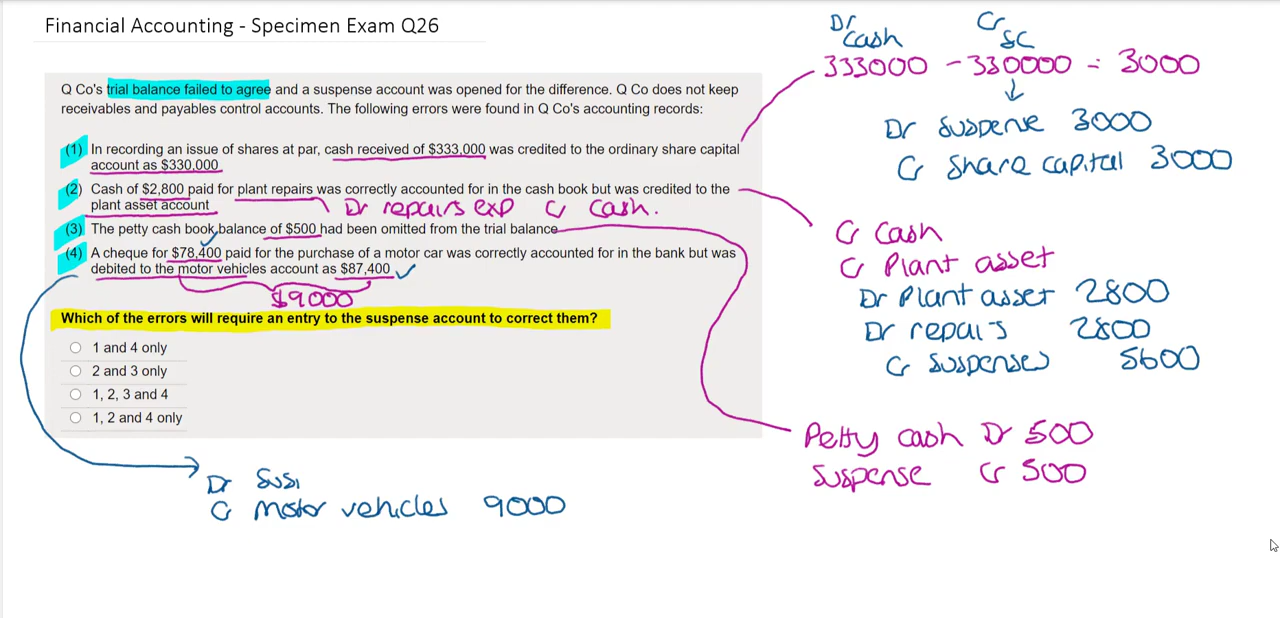 Financial Accounting - Specimen Exam Q26
Q Co's trial balance failed to agree and a suspense account was opened for the difference. Q Co does not keep
receivables and payables control accounts. The following errors were found in Q Co's accounting records:
(1) In recording an issue of shares at par, cash received of $333,000 was credited to the ordinary share capital
account as $330,000
(2) Cash of $2,800 paid for plant repairs was correctly accounted for in the cash book but was credited to the
plant asset account
Dr repairs exp Cr cash.
(3) The petty cash book balance of $500 had been omitted from the trial balance
(4) A cheque for $78,400 paid for the purchase of a motor car was correctly accounted for in the bank but was
debited to the motor vehicles account as $87,400
$9000
Which of the errors will require an entry to the suspense account to correct them?
1 and 4 only
2 and 3 only
1, 2, 3 and 4
1, 2 and 4 only
Dr Cr
Cash SC
333000 - 330000 = 3000
Dr Suspense 3000
Cr Share capital 3000
Cr Cash
Cr Plant asset
Dr Plant asset 2800
Dr repairs 2800
Cr Suspenses 5600
Petty cash Dr 500
Suspense Cr 500
Dr Sus
Cr motor vehicles 9000